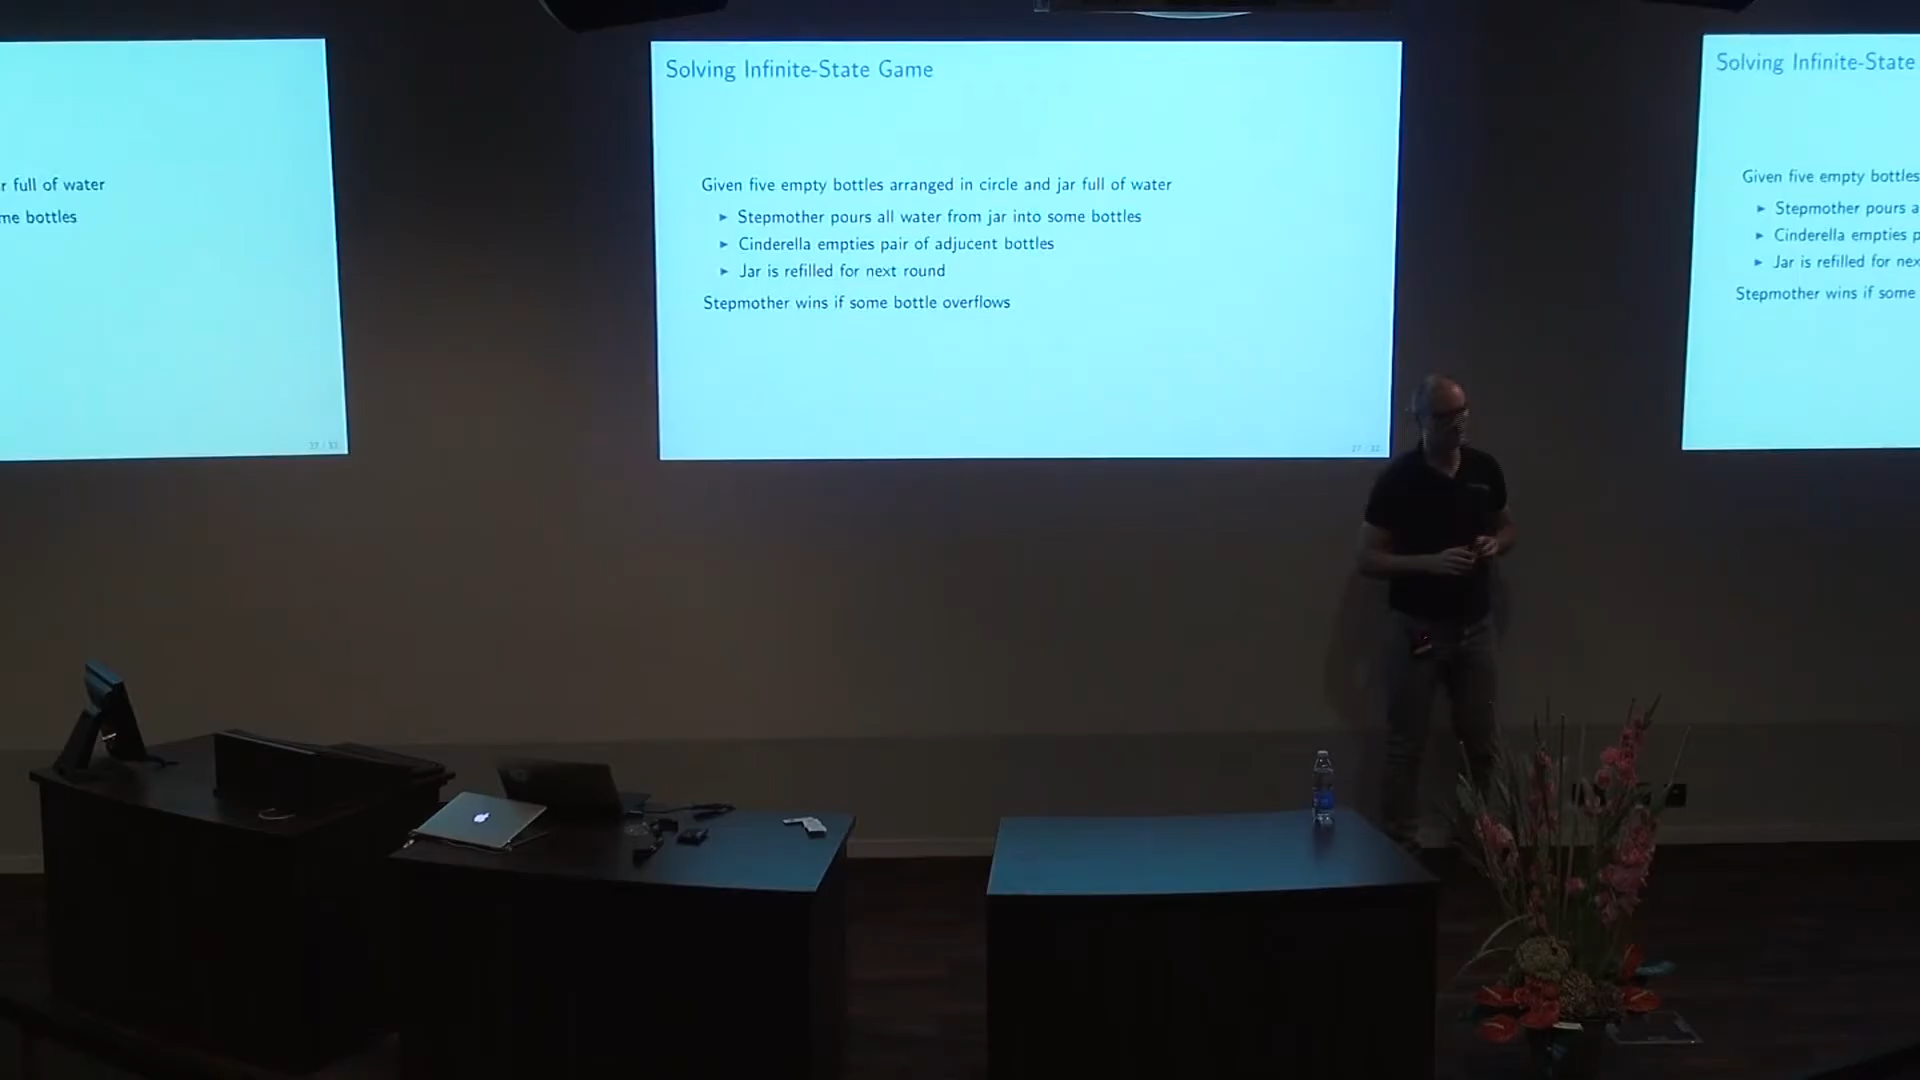 r full of water
me bottles
Solving Infinite-State Game
Given five empty bottles arranged in circle and jar full of water
► Stepmother pours all water from jar into some bottles
► Cinderella empties pair of adjucent bottles
► Jar is refilled for next round
Stepmother wins if some bottle overflows
27 / 32
Solving Infinite-State
Given five empty bottles
► Stepmother pours a
► Cinderella empties p
► Jar is refilled for nex
Stepmother wins if some